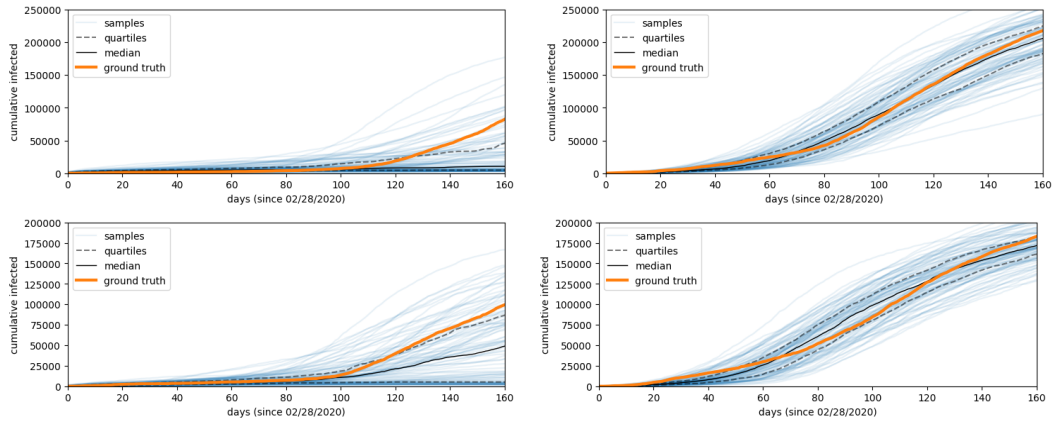 cumulative infected
250000
200000
150000
100000
50000
0
samples
quartiles
median
ground truth
0 20 40 60 80 100 120 140 160
days (since 02/28/2020)
cumulative infected
250000
200000
150000
100000
50000
0
samples
quartiles
median
ground truth
0 20 40 60 80 100 120 140 160
days (since 02/28/2020)
cumulative infected
200000
175000
150000
125000
100000
75000
50000
25000
0
samples
quartiles
median
ground truth
0 20 40 60 80 100 120 140 160
days (since 02/28/2020)
cumulative infected
200000
175000
150000
125000
100000
75000
50000
25000
0
samples
quartiles
median
ground truth
0 20 40 60 80 100 120 140 160
days (since 02/28/2020)